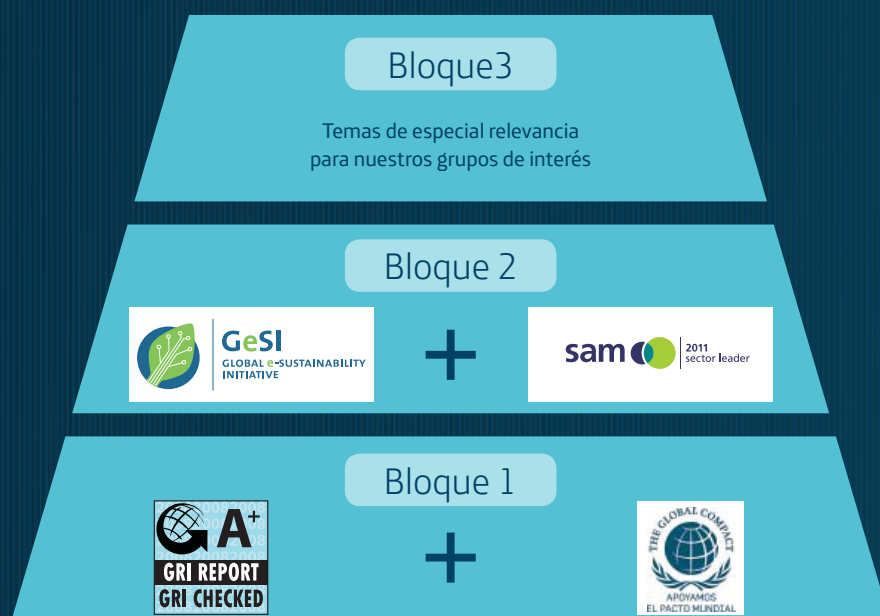 Bloque3
Temas de especial relevancia
para nuestros grupos de interés
Bloque 2
GeSI
GLOBAL e-SUSTAINABILITY
INITIATIVE
+
sam
2011
sector leader
Bloque 1
G A+
GRI REPORT
GRI CHECKED
+
THE GLOBAL COMPACT
APOYAMOS
EL PACTO MUNDIAL